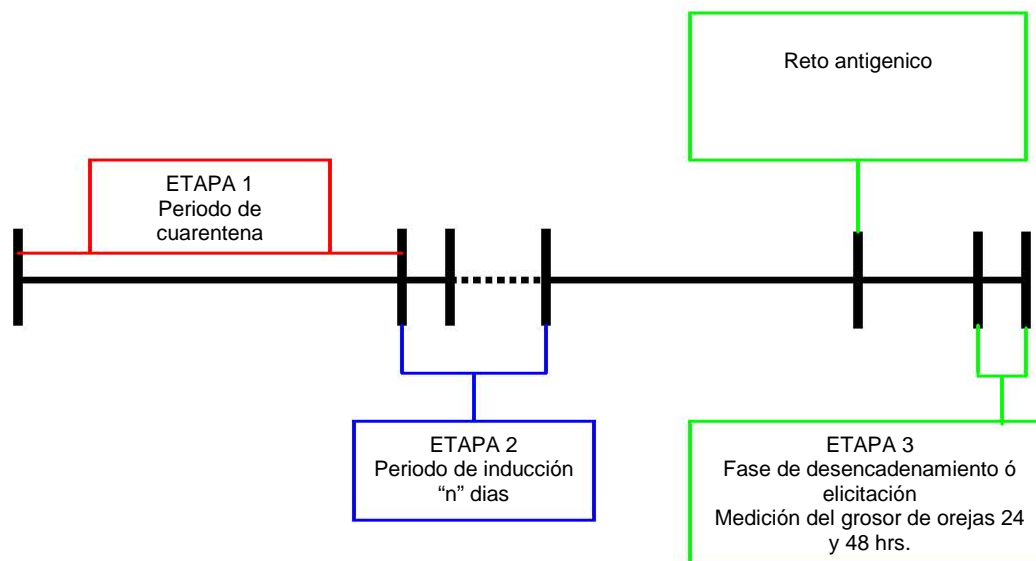 Reto antigenico
ETAPA 1
Periodo de
cuarentena
ETAPA 2
Periodo de inducción
“n” dias
ETAPA 3
Fase de desencadenamiento ó
elicitación
Medición del grosor de orejas 24
y 48 hrs.